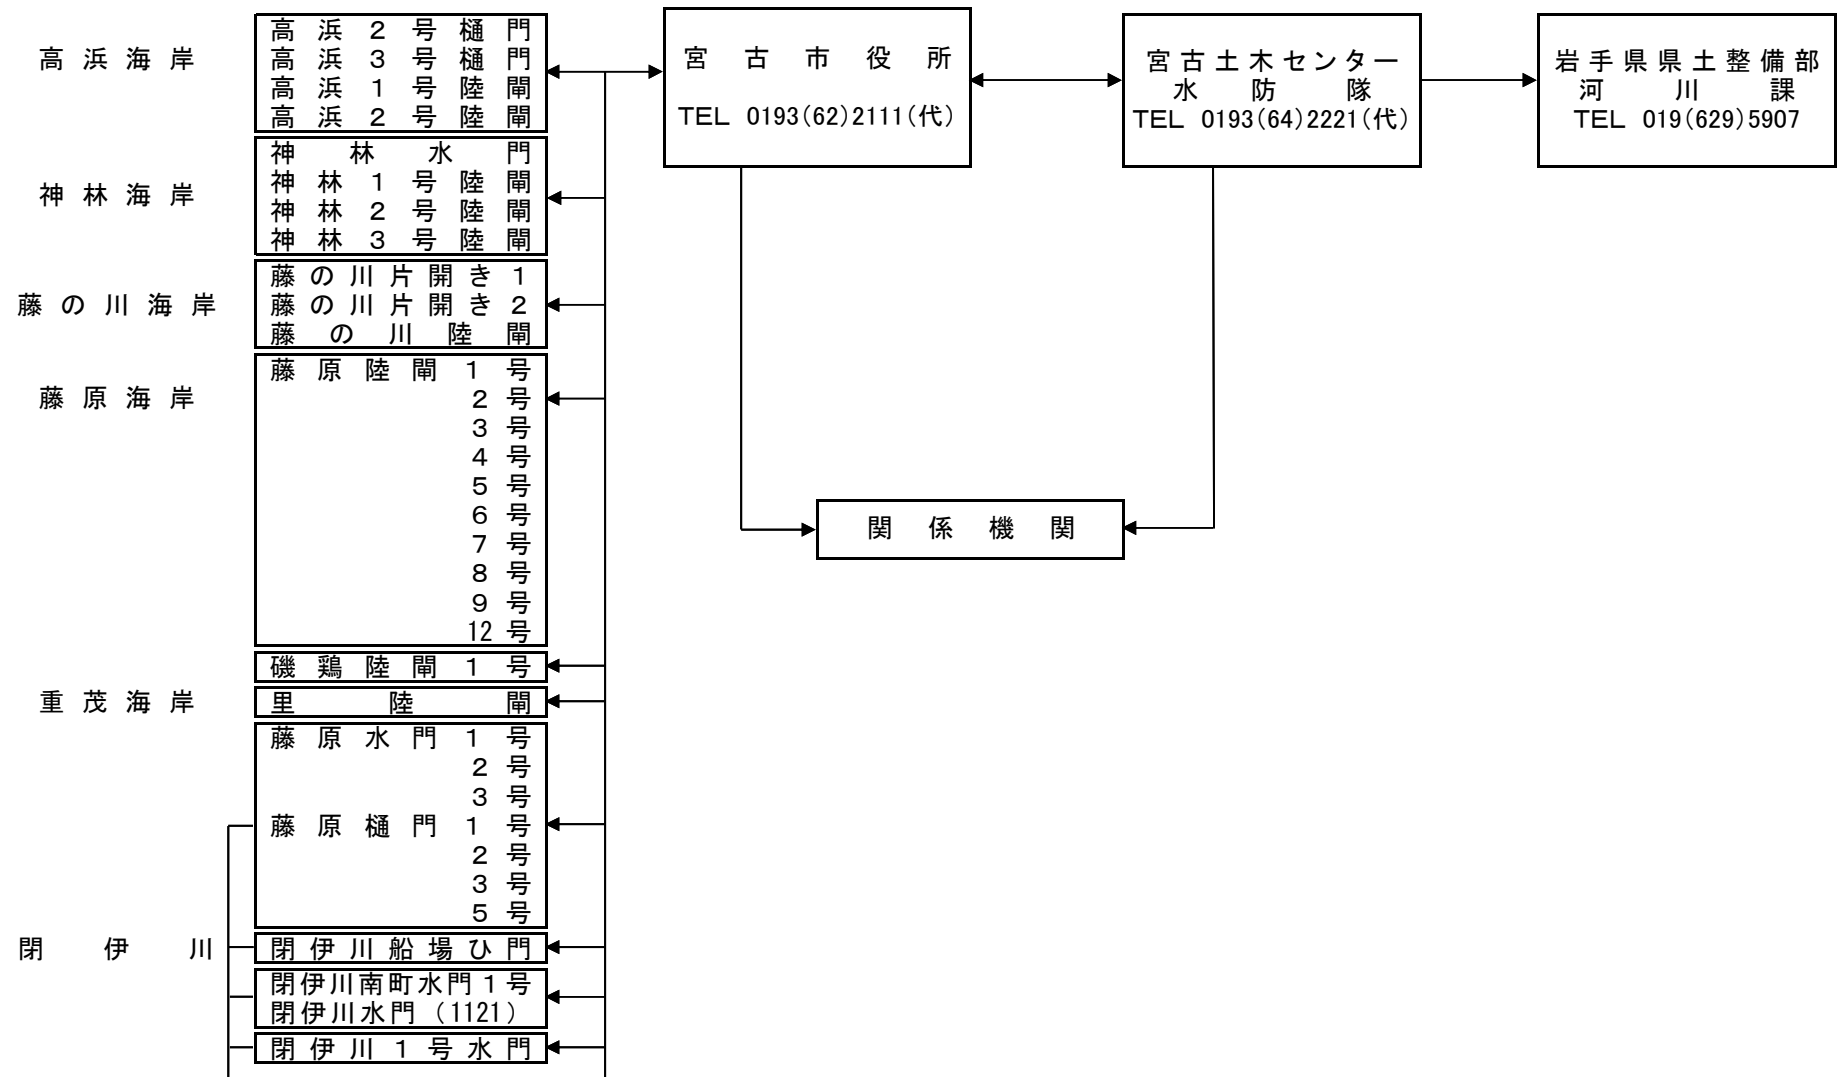 高浜海岸
高浜２号樋門
高浜３号樋門
高浜１号陸閘
高浜２号陸閘
宮古市役所
TEL 0193(62)2111(代)
宮古土木センター
水防隊
TEL 0193(64)2221(代)
岩手県県土整備部
河川課
TEL 019(629)5907
神林海岸
神林水門
神林１号陸閘
神林２号陸閘
神林３号陸閘
藤の川海岸
藤の川片開き１
藤の川片開き２
藤の川陸閘
藤原海岸
藤原陸閘１号
２号
３号
４号
５号
６号
７号
８号
９号
12号
関係機関
磯鶏陸閘１号
重茂海岸
里陸閘
藤原水門１号
２号
３号
藤原樋門１号
２号
３号
５号
閉伊川
閉伊川船場ひ門
閉伊川南町水門１号
閉伊川水門（1121）
閉伊川１号水門